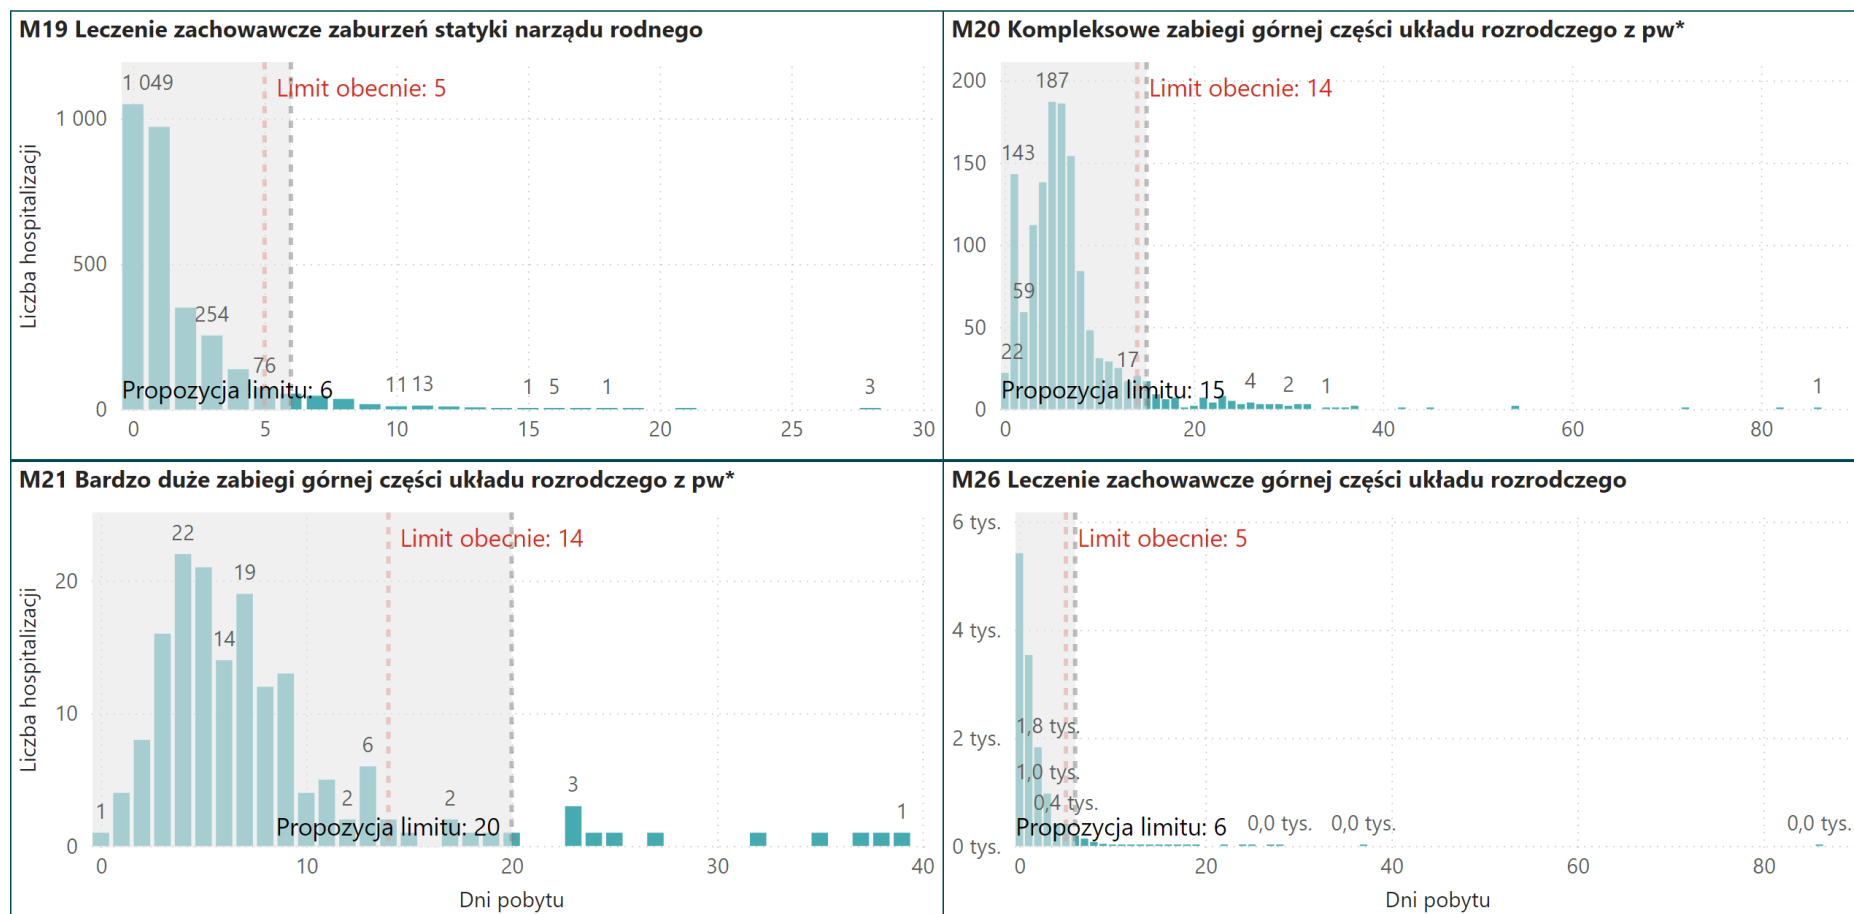 M19 Leczenie zachowawcze zaburzeń statyki narządu rodnego
1 049
Limit obecnie: 5
1 000
Liczba hospitalizacji
500
254
76
Propozycja limitu: 6
11
13
1
5
1
3
0
0
5
10
15
20
25
30
M20 Kompleksowe zabiegi górnej części układu rozrodczego z pw*
200
187
Limit obecnie: 14
150
143
100
59
50
22
17
Propozycja limitu: 15
4
2
1
1
0
0
20
40
60
80
M21 Bardzo duże zabiegi górnej części układu rozrodczego z pw*
22
Limit obecnie: 14
20
19
14
Liczba hospitalizacji
10
6
1
2
2
3
1
Propozycja limitu: 20
0
0
10
20
30
40
Dni pobytu
M26 Leczenie zachowawcze górnej części układu rozrodczego
6 tys.
Limit obecnie: 5
4 tys.
2 tys.
1,8 tys.
1,0 tys.
0,4 tys.
Propozycja limitu: 6
0,0 tys.
0,0 tys.
0,0 tys.
0 tys.
0
20
40
60
80
Dni pobytu